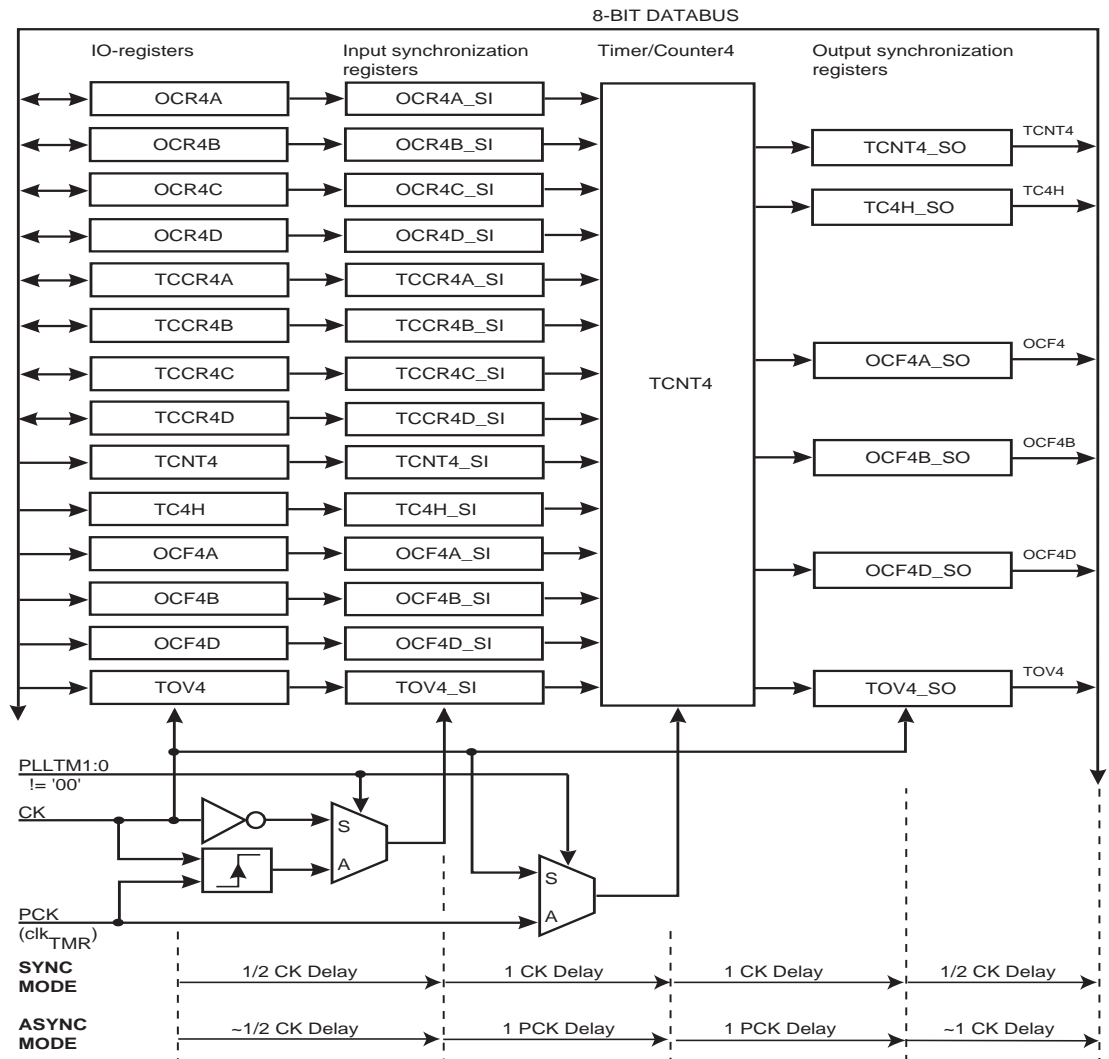 8-BIT DATABUS
IO-registers
Input synchronization
registers
Timer/Counter4
Output synchronization
registers
OCR4A
OCR4A_SI
OCR4B
OCR4B_SI
TCNT4_SO
TCNT4
OCR4C
OCR4C_SI
TC4H_SO
TC4H
OCR4D
OCR4D_SI
TCCR4A
TCCR4A_SI
TCCR4B
TCCR4B_SI
OCF4A_SO
OCF4
TCCR4C
TCCR4C_SI
TCNT4
TCCR4D
TCCR4D_SI
TCNT4
TCNT4_SI
OCF4B_SO
OCF4B
TC4H
TC4H_SI
OCF4A
OCF4A_SI
OCF4D_SO
OCF4D
OCF4B
OCF4B_SI
OCF4D
OCF4D_SI
TOV4
TOV4_SI
TOV4_SO
TOV4
PLLTM1:0
!= '00'
CK
S
A
S
A
PCK
(clkTMR)
SYNC
MODE
1/2 CK Delay
1 CK Delay
1 CK Delay
1/2 CK Delay
ASYNC
MODE
~1/2 CK Delay
1 PCK Delay
1 PCK Delay
~1 CK Delay